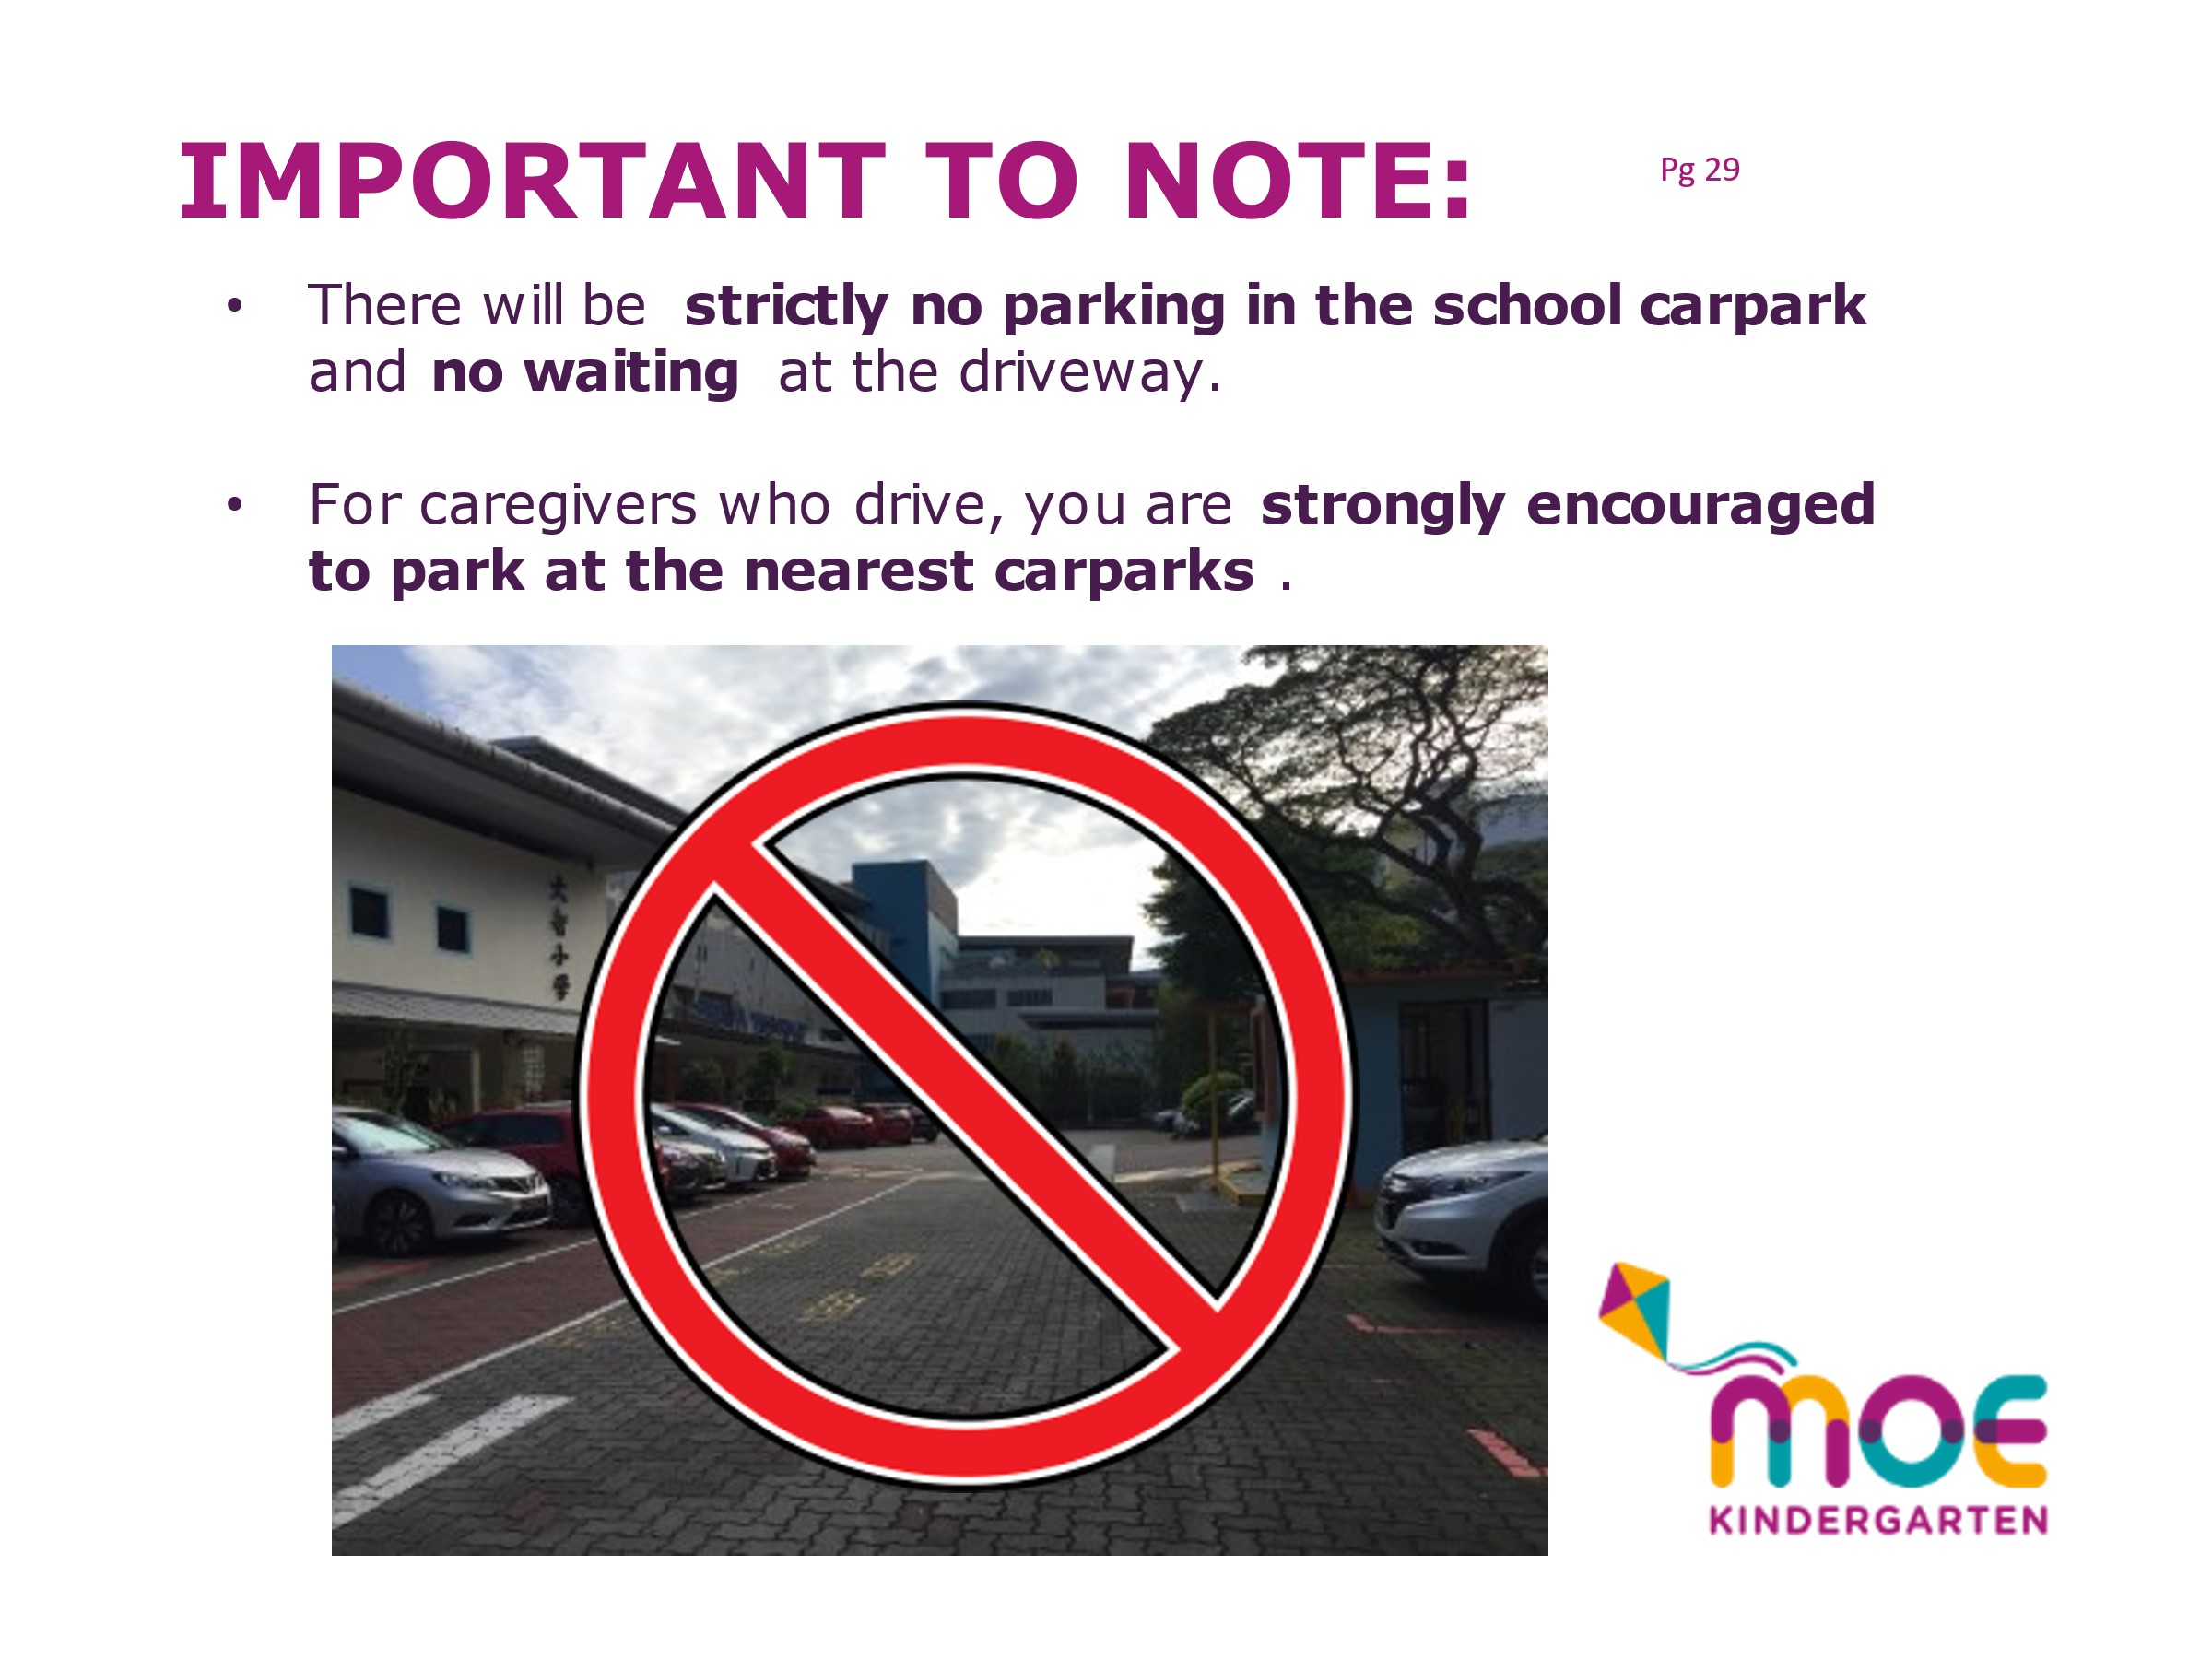 IMPORTANT TO NOTE:
Pg 29
• There will be strictly no parking in the school carpark
and no waiting at the driveway.
• For caregivers who drive, you are strongly encouraged
to park at the nearest carparks .
大智小學
moe
KINDERGARTEN